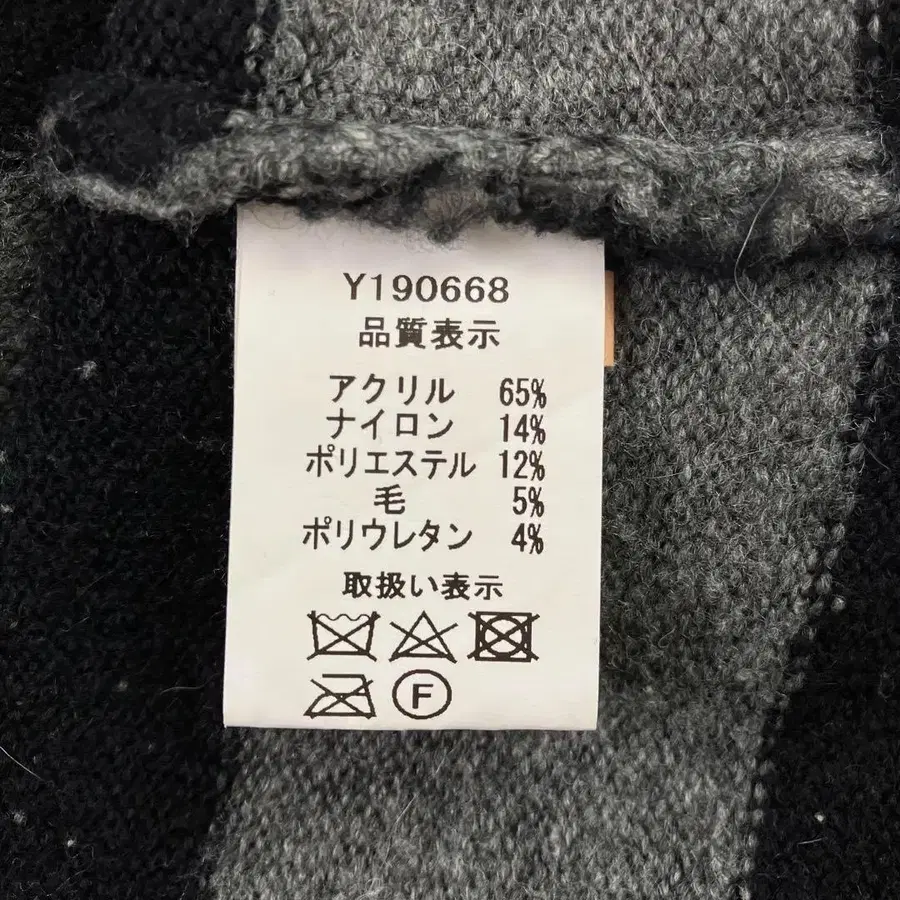 Y190668
品質表示
アクリル 65%
ナイロン 14%
ポリエステル 12%
毛 5%
ポリウレタン 4%
取扱い表示
F